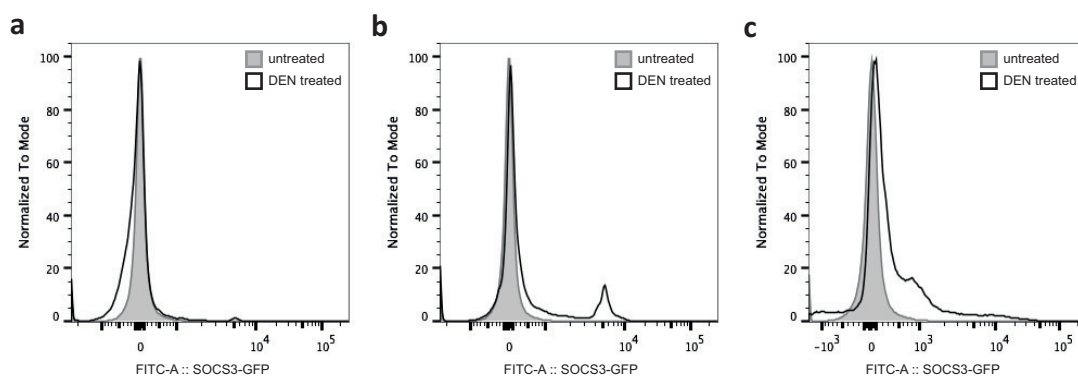 a
untreated
DEN treated
Normalized To Mode
100
80
60
40
20
0
0 10^4 10^5
FITC-A :: SOCS3-GFP
b
untreated
DEN treated
Normalized To Mode
100
80
60
40
20
0
0 10^4 10^5
FITC-A :: SOCS3-GFP
c
untreated
DEN treated
Normalized To Mode
100
80
60
40
20
0
-10^3 0 10^3 10^4 10^5
FITC-A :: SOCS3-GFP